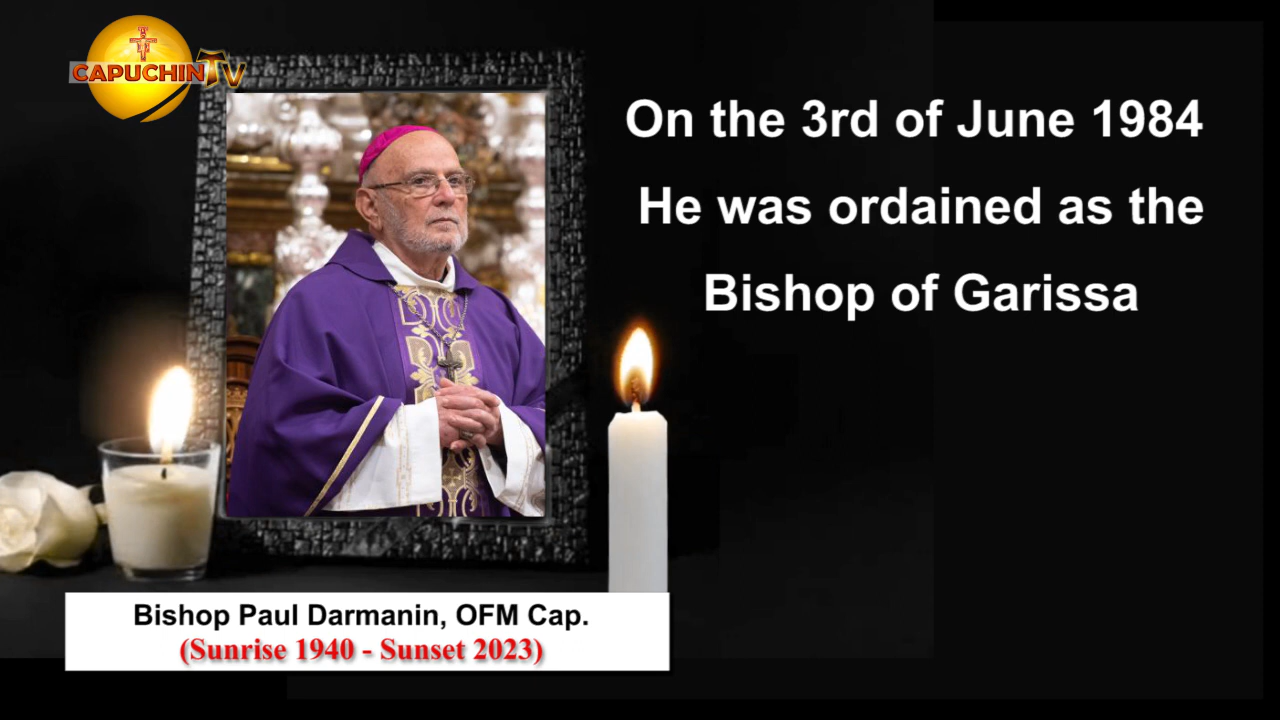 CAPUCHIN TV
On the 3rd of June 1984
He was ordained as the
Bishop of Garissa
Bishop Paul Darmanin, OFM Cap.
(Sunrise 1940 - Sunset 2023)